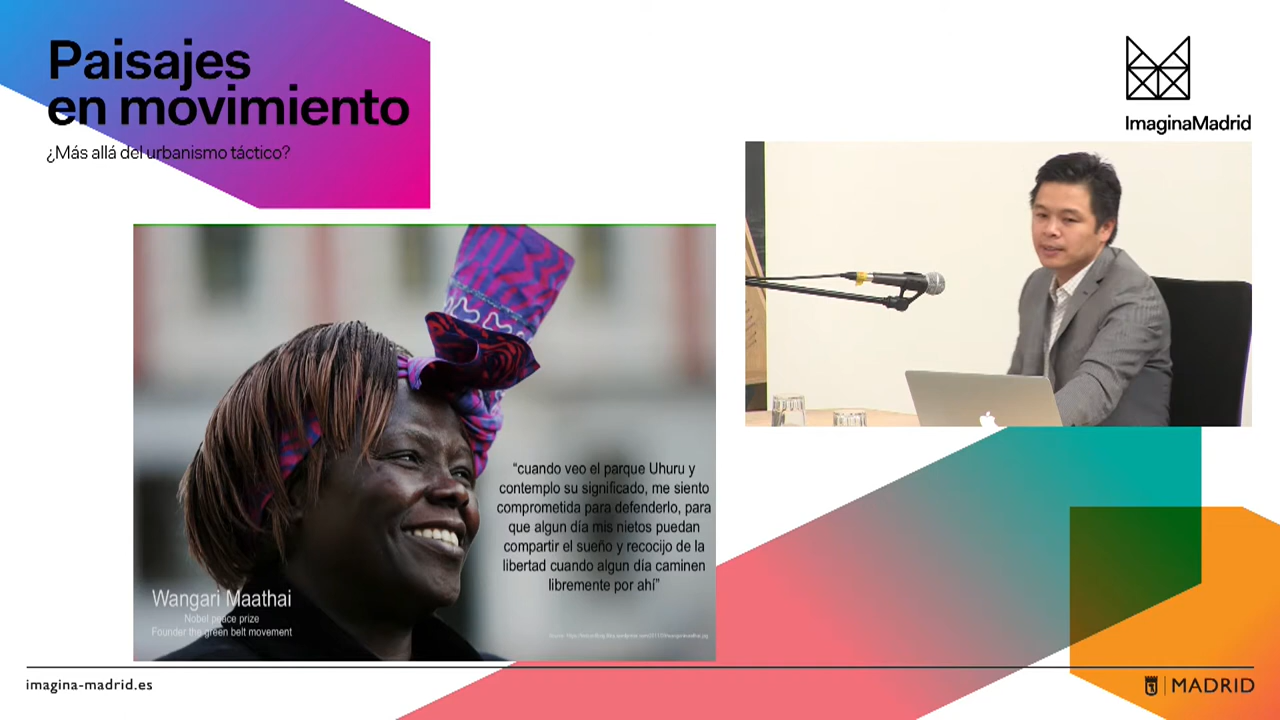 Paisajes
en movimiento
¿Más allá del urbanismo táctico?
ImaginaMadrid
“cuando veo el parque Uhuru y
contemplo su significado, me siento
comprometida para defenderlo, para
que algun día mis nietos puedan
compartir el sueño y recocijo de la
libertad cuando algun día caminen
libremente por ahí”
Wangari Maathai
Nobel peace prize
Founder the green belt movement
imagina-madrid.es
MADRID